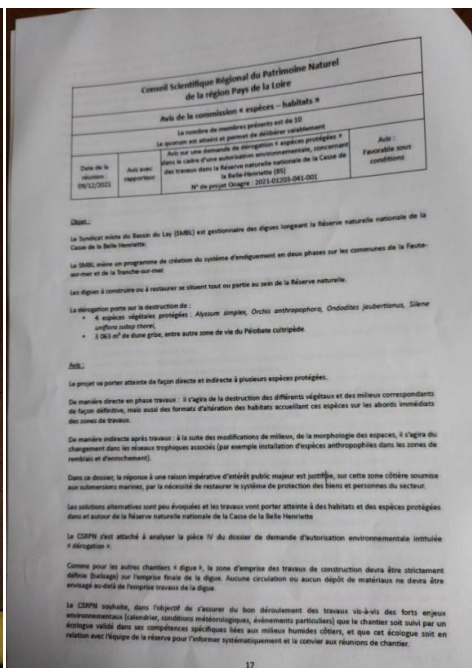 Conseil Scientifique Régional du Patrimoine Naturel
de la région Pays de la Loire
Avis de la commission « espèces – habitats »
Le nombre de membres présents est de 10
Le quorum est atteint et permet de délibérer valablement
Date de la
réunion :
09/12/2021
Avis avec
rapporteur
Avis sur une demande de dérogation « espèces protégées »
dans le cadre d'une autorisation environnementale, concernant
des travaux dans la Réserve naturelle nationale de la Casse de
la Belle-Henriette (85)
N° de projet Onagre : 2021-01203-041-001
Avis :
Favorable sous
conditions
Objet :
Le Syndicat mixte du Bassin du Lay (SMBL) est gestionnaire des digues longeant la Réserve naturelle nationale de la
Casse de la Belle Henriette.
Le SMBL mène un programme de création du système d'endiguement en deux phases sur les communes de la Faute-
sur-mer et de la Tranche-sur-mer.
Les digues à construire ou à restaurer se situent tout ou partie au sein de la Réserve naturelle.
La dérogation porte sur la destruction de :
• 4 espèces végétales protégées : Alyssum simplex, Orchis anthropophora, Ondodites jaubertianus, Silene
uniflora subsp thorei,
• 3 063 m² de dune grise, entre autre zone de vie du Pélobate cultripède.
Avis :
Le projet va porter atteinte de façon directe et indirecte à plusieurs espèces protégées.
De manière directe en phase travaux : il s'agira de la destruction des différents végétaux et des milieux correspondants
de façon définitive, mais aussi des formats d'altération des habitats accueillant ces espèces sur les abords immédiats
des zones de travaux.
De manière indirecte après travaux : à la suite des modifications de milieux, de la morphologie des espaces, il s'agira du
changement dans les réseaux trophiques associés (par exemple installation d'espèces anthropophiles dans les zones de
remblais et d'enrochement).
Dans ce dossier, la réponse à une raison impérative d'intérêt public majeur est justifiée, sur cette zone côtière soumise
aux submersions marines, par la nécessité de restaurer le système de protection des biens et personnes du secteur.
Les solutions alternatives sont peu évoquées et les travaux vont porter atteinte à des habitats et des espèces protégées
dans et autour de la Réserve naturelle nationale de la Casse de la Belle Henriette
Le CSRPN s'est attaché à analyser la pièce IV du dossier de demande d'autorisation environnementale intitulée
« dérogation ».
Comme pour les autres chantiers « digue », la zone d'emprise des travaux de construction devra être strictement
définie (balisage) sur l'emprise finale de la digue. Aucune circulation ou aucun dépôt de matériaux ne devra être
envisagé au-delà de l'emprise travaux de la digue.
Le CSRPN souhaite, dans l'objectif de s'assurer du bon déroulement des travaux vis-à-vis des forts enjeux
environnementaux (calendrier, conditions météorologiques, événements particuliers) que le chantier soit suivi par un
écologue validé dans ses compétences spécifiques liées aux milieux humides côtiers, et que cet écologue soit en
relation avec l'équipe de la réserve pour l'informer systématiquement et la convier aux réunions de chantier.
17